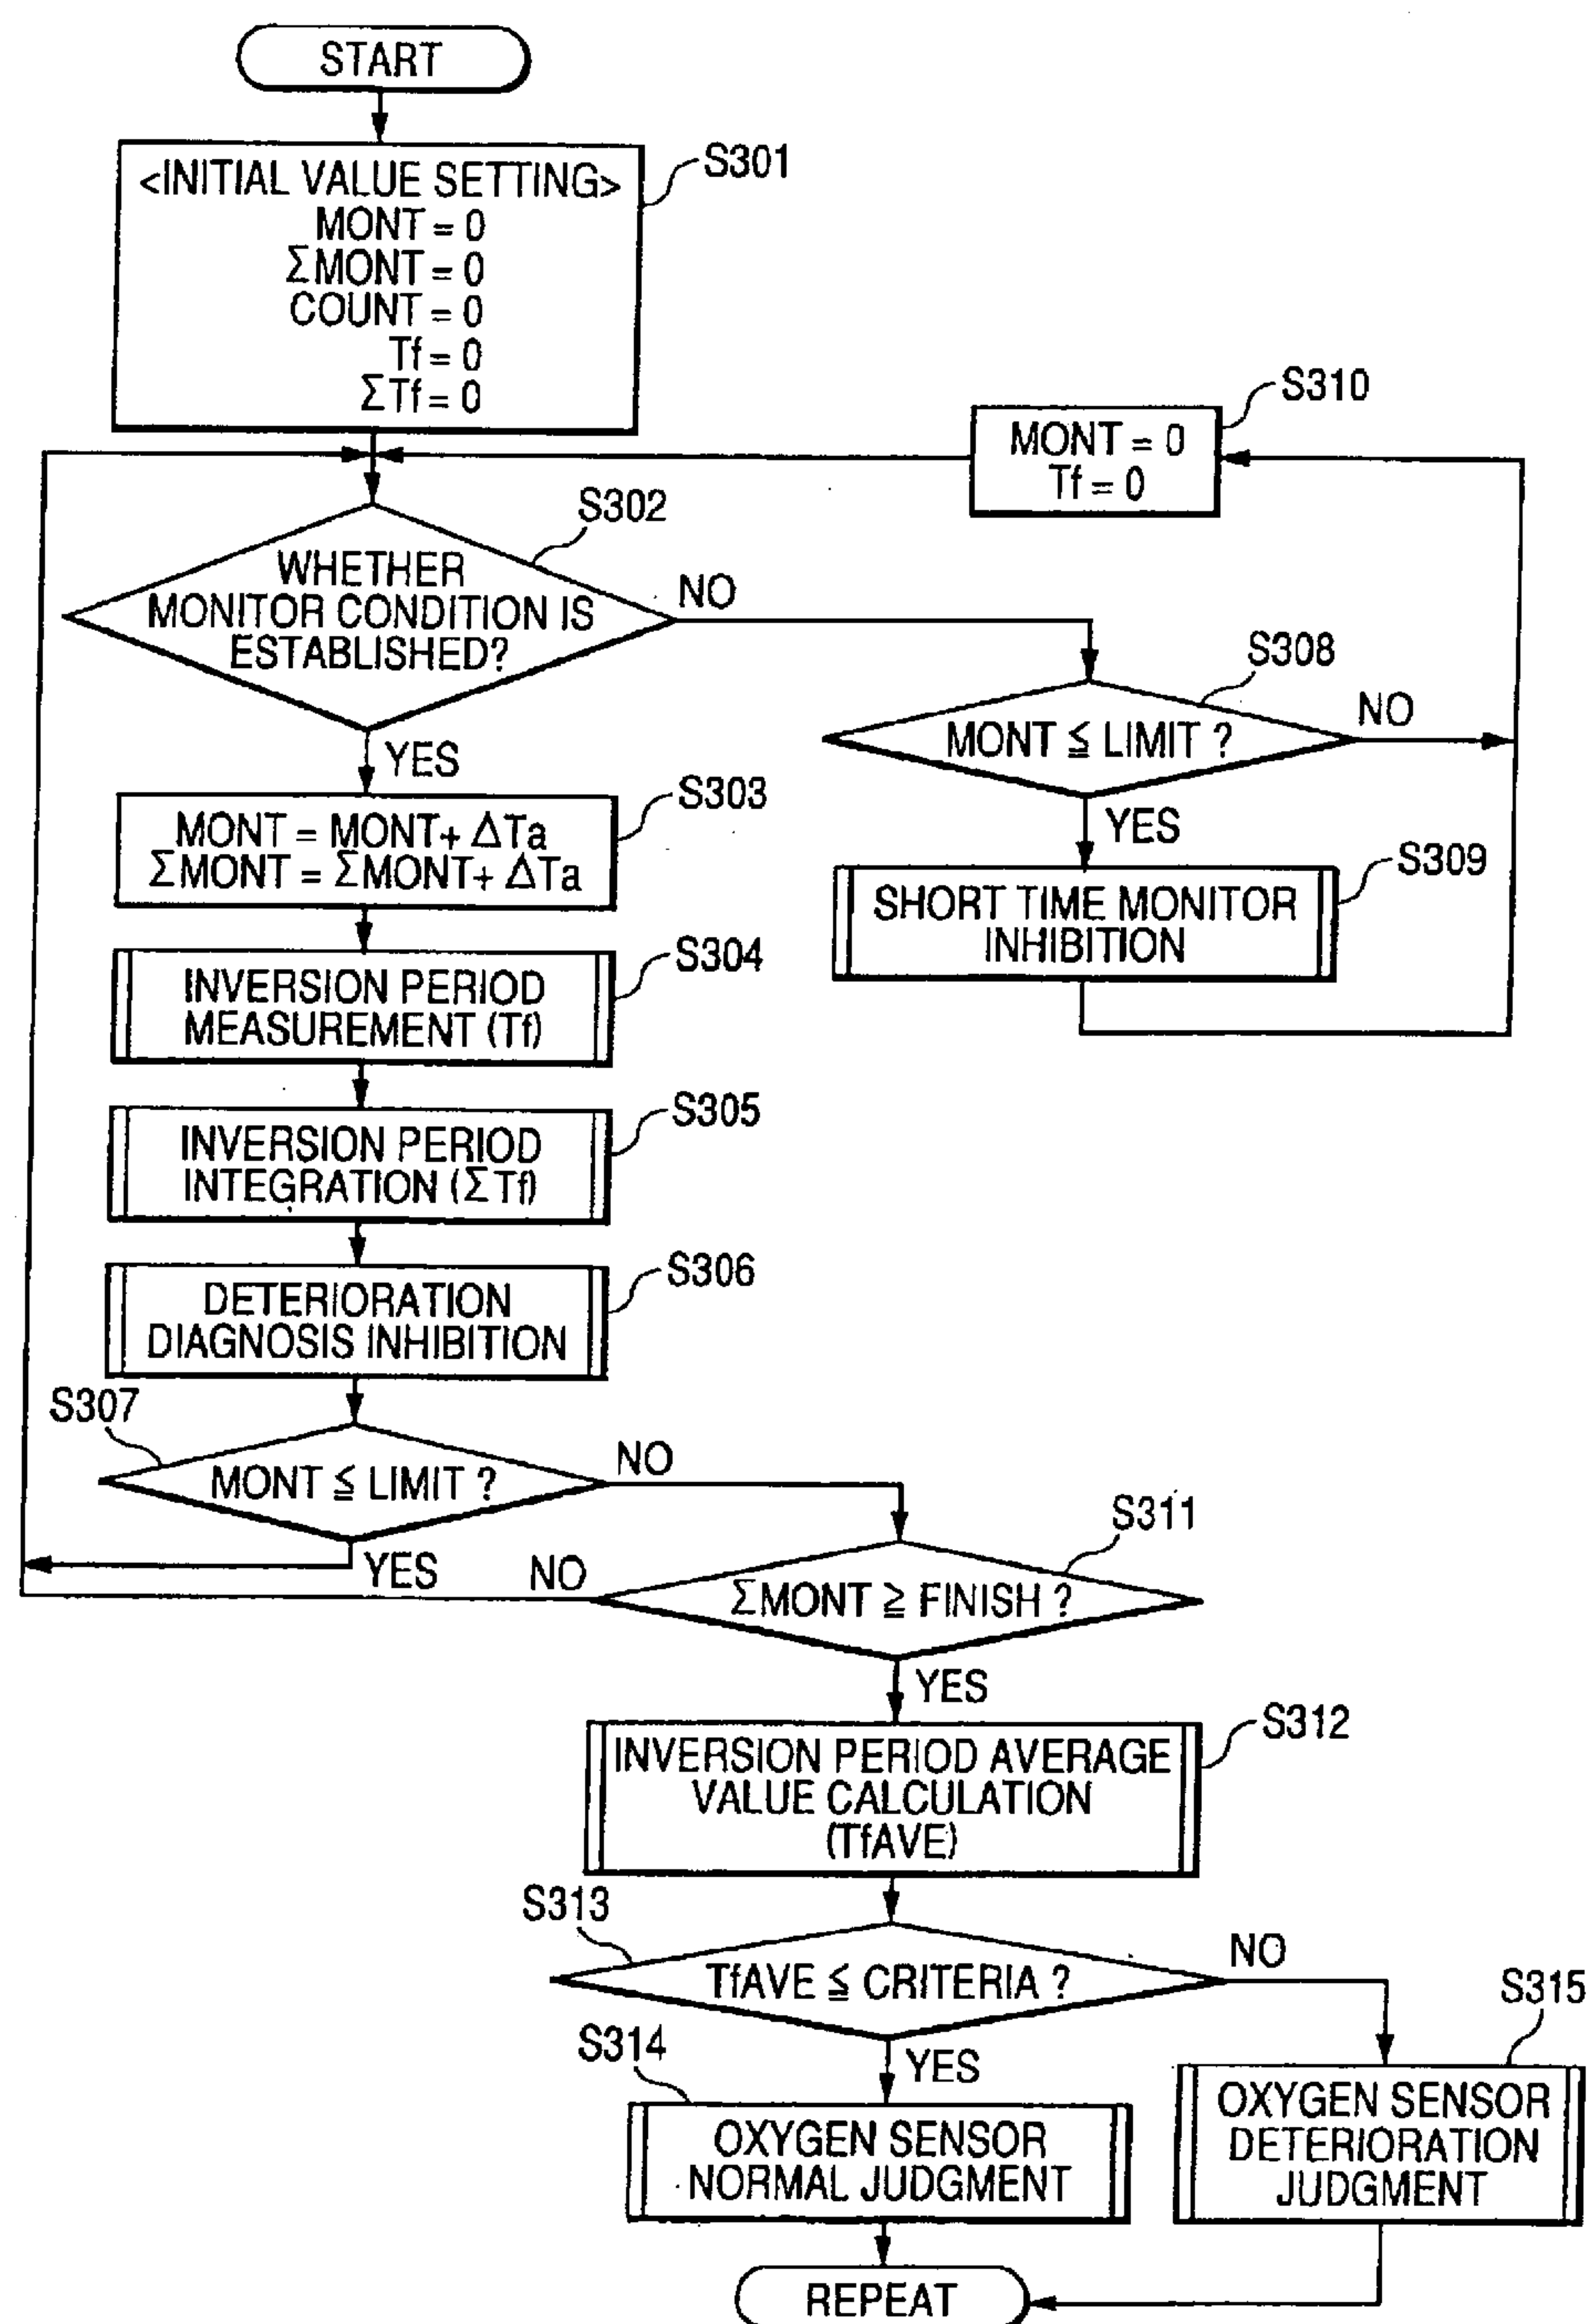 START
<INITIAL VALUE SETTING>
MONT = 0
ΣMONT = 0
COUNT = 0
Tf = 0
ΣTf = 0
S301
MONT = 0
Tf = 0
S310
S302
WHETHER
MONITOR CONDITION IS
ESTABLISHED?
NO
YES
S308
MONT ≦ LIMIT ?
NO
YES
S303
MONT = MONT+ ΔTa
ΣMONT = ΣMONT+ ΔTa
S309
SHORT TIME MONITOR
INHIBITION
S304
INVERSION PERIOD
MEASUREMENT (Tf)
S305
INVERSION PERIOD
INTEGRATION (ΣTf)
S306
DETERIORATION
DIAGNOSIS INHIBITION
S307
MONT ≦ LIMIT ?
NO
YES
S311
ΣMONT ≧ FINISH ?
NO
YES
S312
INVERSION PERIOD AVERAGE
VALUE CALCULATION
(TfAVE)
S313
TfAVE ≦ CRITERIA ?
NO
YES
S314
OXYGEN SENSOR
NORMAL JUDGMENT
S315
OXYGEN SENSOR
DETERIORATION
JUDGMENT
REPEAT